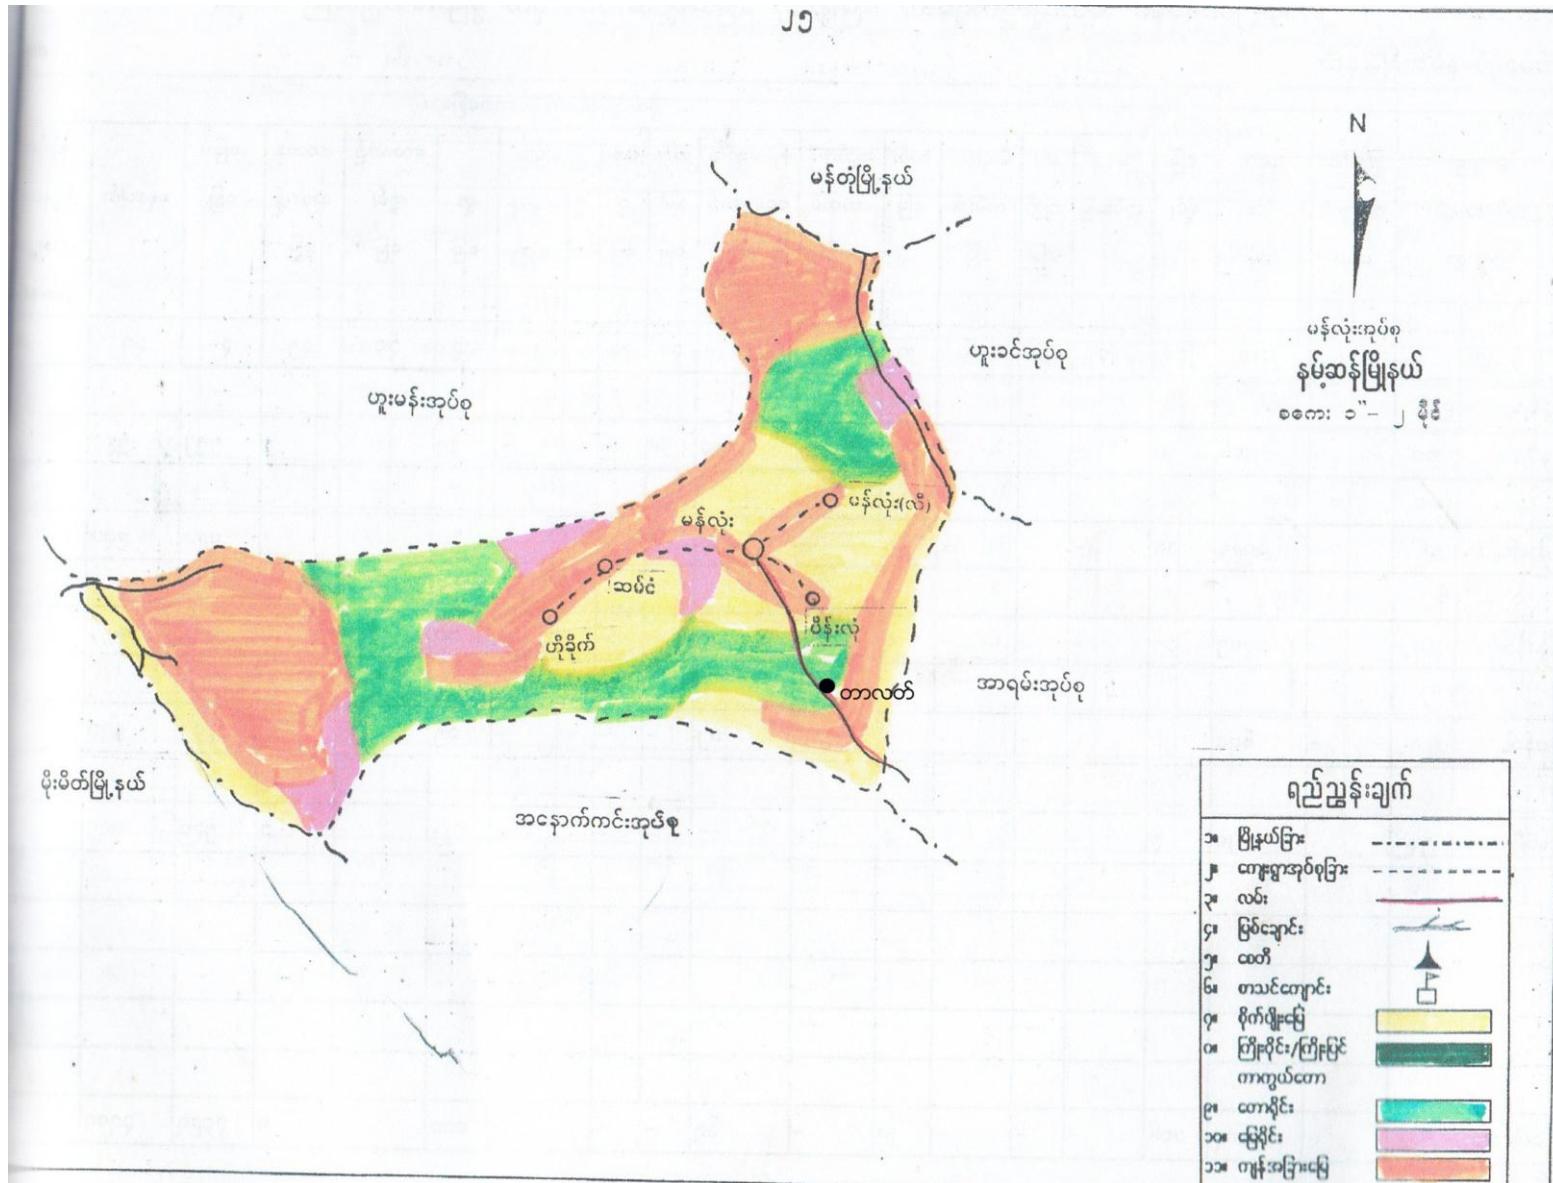 ၂၅
N
မန်တုံမြို့နယ်
မန်လုံးအုပ်စု
နမ့်ဆန်မြို့နယ်
စကေး ၁" – ၂ မိုင်
ဟူးခင်အုပ်စု
ဟူးမန်းအုပ်စု
မန်လုံး
မန်လုံး(လီ)
ဆမ်ငံ
ပိန်းလုံ
ဟိုခိုက်
တာလတ်
အာရမ်းအုပ်စု
မိုးမိတ်မြို့နယ်
အနောက်ကင်းအုပ်စု
ရည်ညွှန်းချက်
၁။ မြို့နယ်ခြား
၂။ ကျေးရွာအုပ်စုခြား
၃။ လမ်း
၄။ မြစ်ချောင်း
၅။ စေတီ
၆။ စာသင်ကျောင်း
၇။ စိုက်ပျိုးမြေ
၈။ ကြိုးဝိုင်း/ကြိုးပြင်
ကာကွယ်တော
၉။ တောရိုင်း
၁၀။ မြေရိုင်း
၁၁။ ကျန်အခြားမြေ